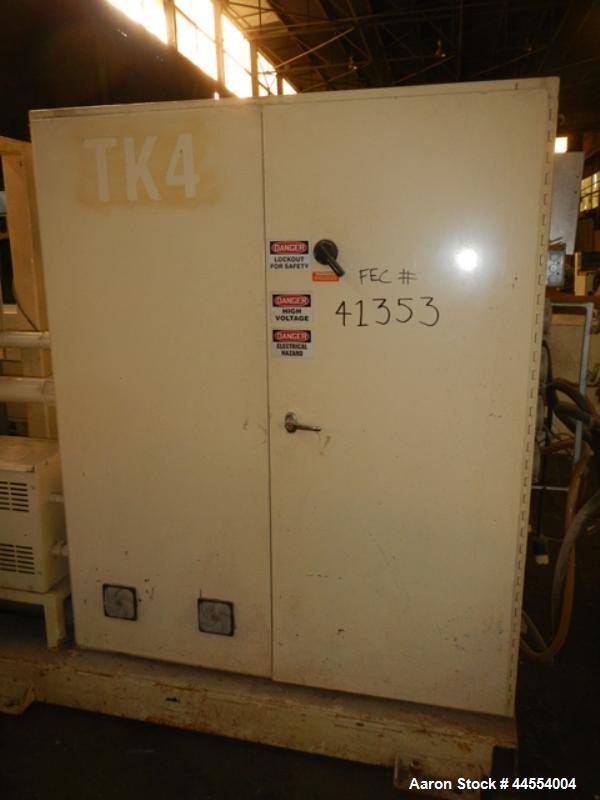 TK4
DANGER
LOCKOUT
FOR SAFETY
FEC #
41353
DANGER
HIGH
VOLTAGE
DANGER
ELECTRICAL
HAZARD
Aaron Stock # 44554004